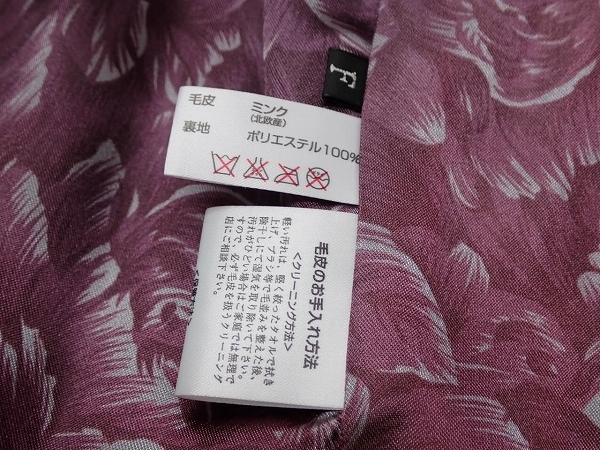 毛皮 ミンク
(北欧産)
裏地 ポリエステル100%
毛皮のお手入れ方法
<クリーニング方法>
軽い汚れは、堅く絞ったタオルで拭き
上げ、ブラシ等で毛並みを整えた後、
陰干しにて湿気を取り除いて下さい。
汚れがひどい場合はご家庭では無理で
すので、必ず毛皮を扱うクリーニング
店にご相談下さい。